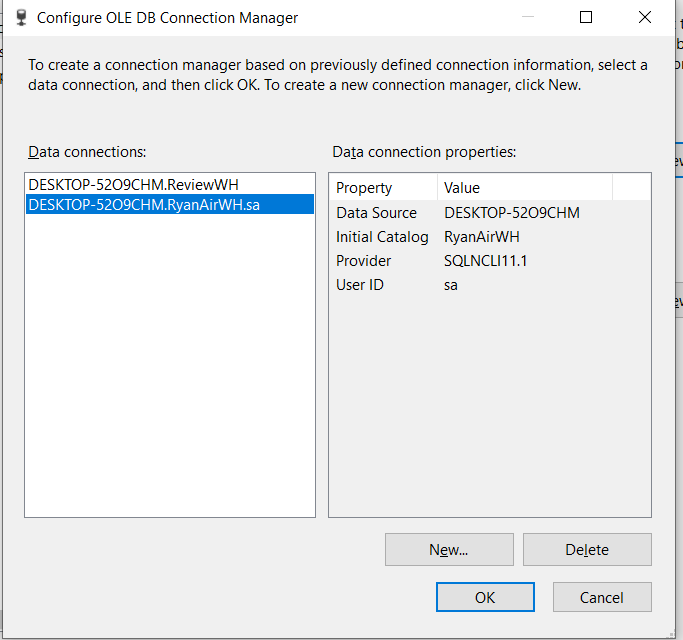 Configure OLE DB Connection Manager
To create a connection manager based on previously defined connection information, select a
data connection, and then click OK. To create a new connection manager, click New.
Data connections:
DESKTOP-52O9CHM.ReviewWH
DESKTOP-52O9CHM.RyanAirWH.sa
Data connection properties:
Property Value
Data Source DESKTOP-52O9CHM
Initial Catalog RyanAirWH
Provider SQLNCLI11.1
User ID sa
New...
Delete
OK
Cancel